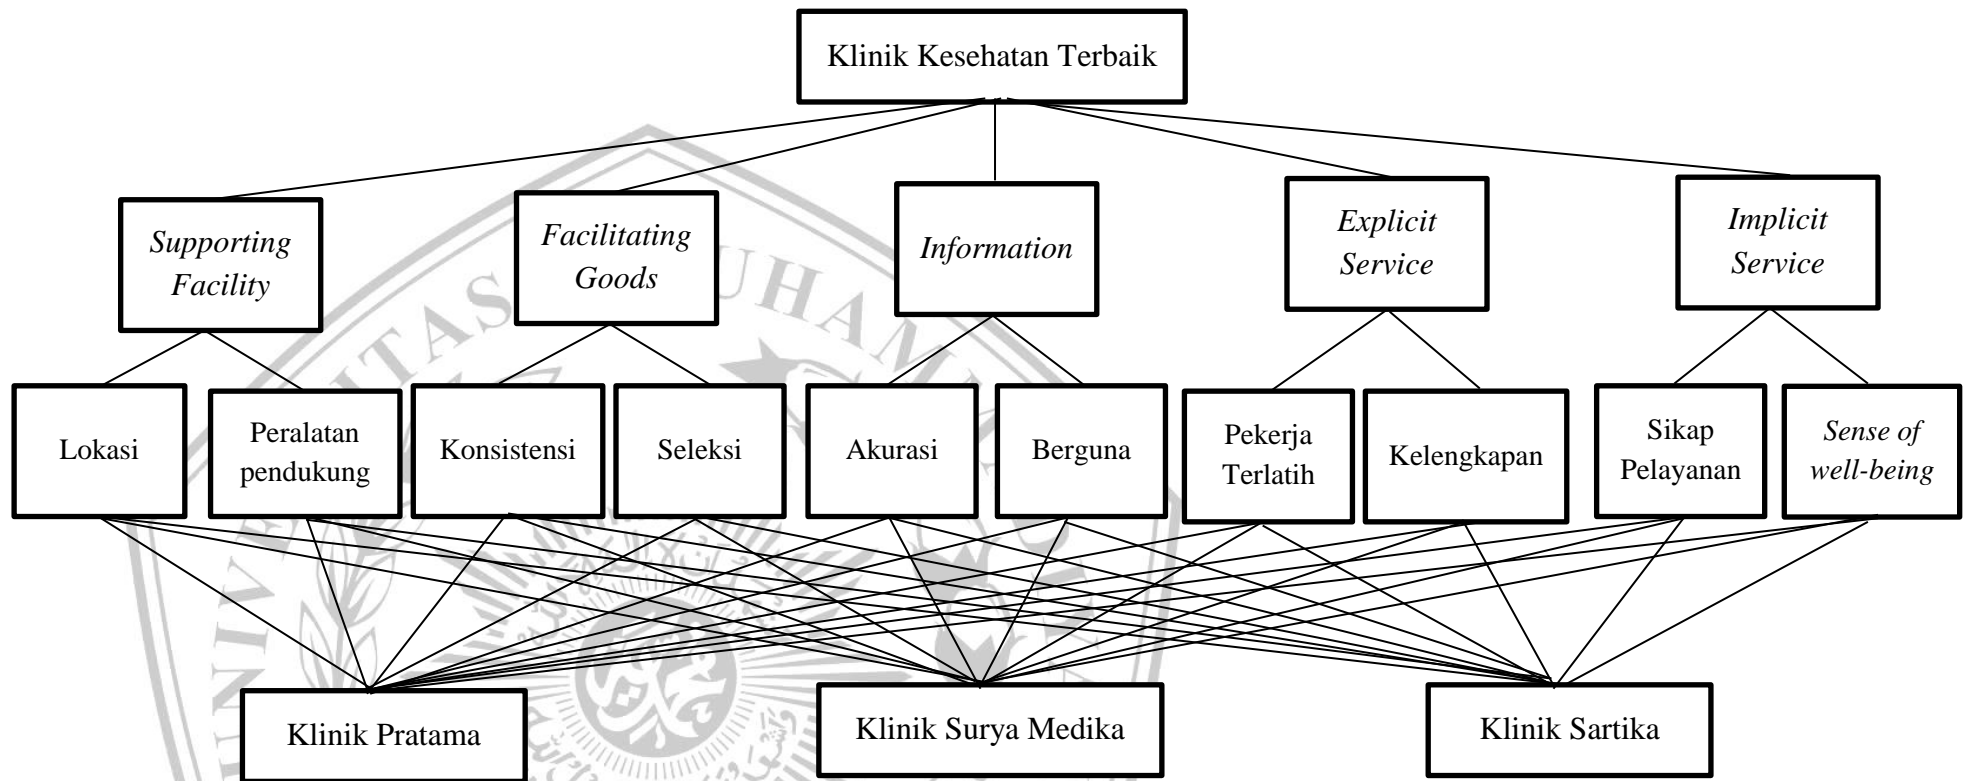 Klinik Kesehatan Terbaik
Supporting
Facility
Facilitating
Goods
Information
Explicit
Service
Implicit
Service
Lokasi
Peralatan
pendukung
Konsistensi
Seleksi
Akurasi
Berguna
Pekerja
Terlatih
Kelengkapan
Sikap
Pelayanan
Sense of
well-being
Klinik Pratama
Klinik Surya Medika
Klinik Sartika